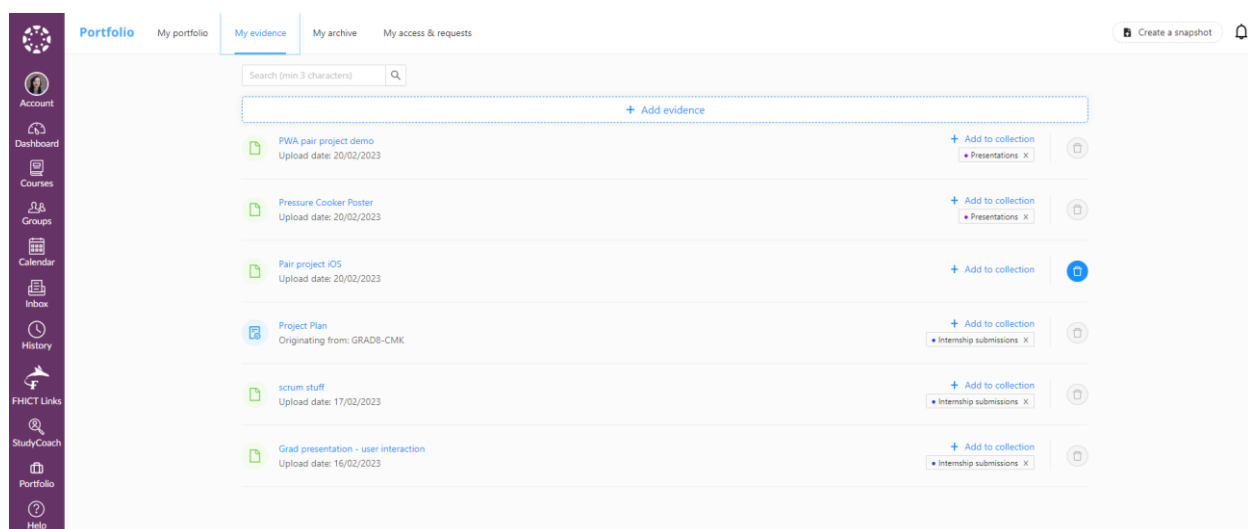 Portfolio
My portfolio
My evidence
My archive
My access & requests
Create a snapshot
Account
Dashboard
Courses
Groups
Calendar
Inbox
History
FHICT Links
StudyCoach
Portfolio
Help
Search (min 3 characters)
+ Add evidence
PWA pair project demo
Upload date: 20/02/2023
+ Add to collection
• Presentations X
Pressure Cooker Poster
Upload date: 20/02/2023
+ Add to collection
• Presentations X
Pair project iOS
Upload date: 20/02/2023
+ Add to collection
Project Plan
Originating from: GRAD8-CMK
+ Add to collection
• Internship submissions X
scrum stuff
Upload date: 17/02/2023
+ Add to collection
• Internship submissions X
Grad presentation - user interaction
Upload date: 16/02/2023
+ Add to collection
• Internship submissions X